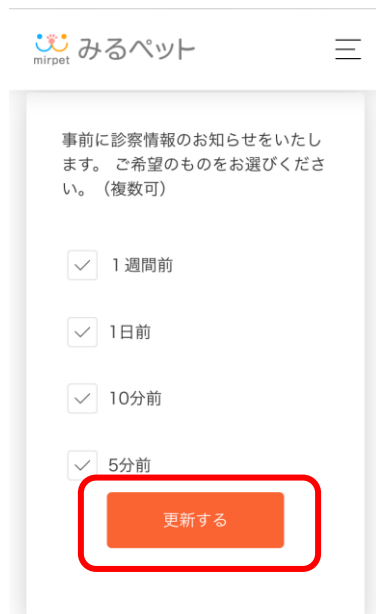 mirpet みるペット
事前に診察情報のお知らせをいたし
ます。 ご希望のものをお選びくださ
い。（複数可）
１週間前
1日前
10分前
5分前
更新する